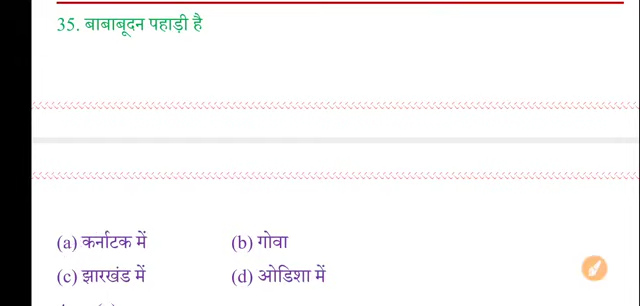 35. बाबाबूदन पहाड़ी है
(a) कर्नाटक में (b) गोवा
(c) झारखंड में (d) ओडिशा में